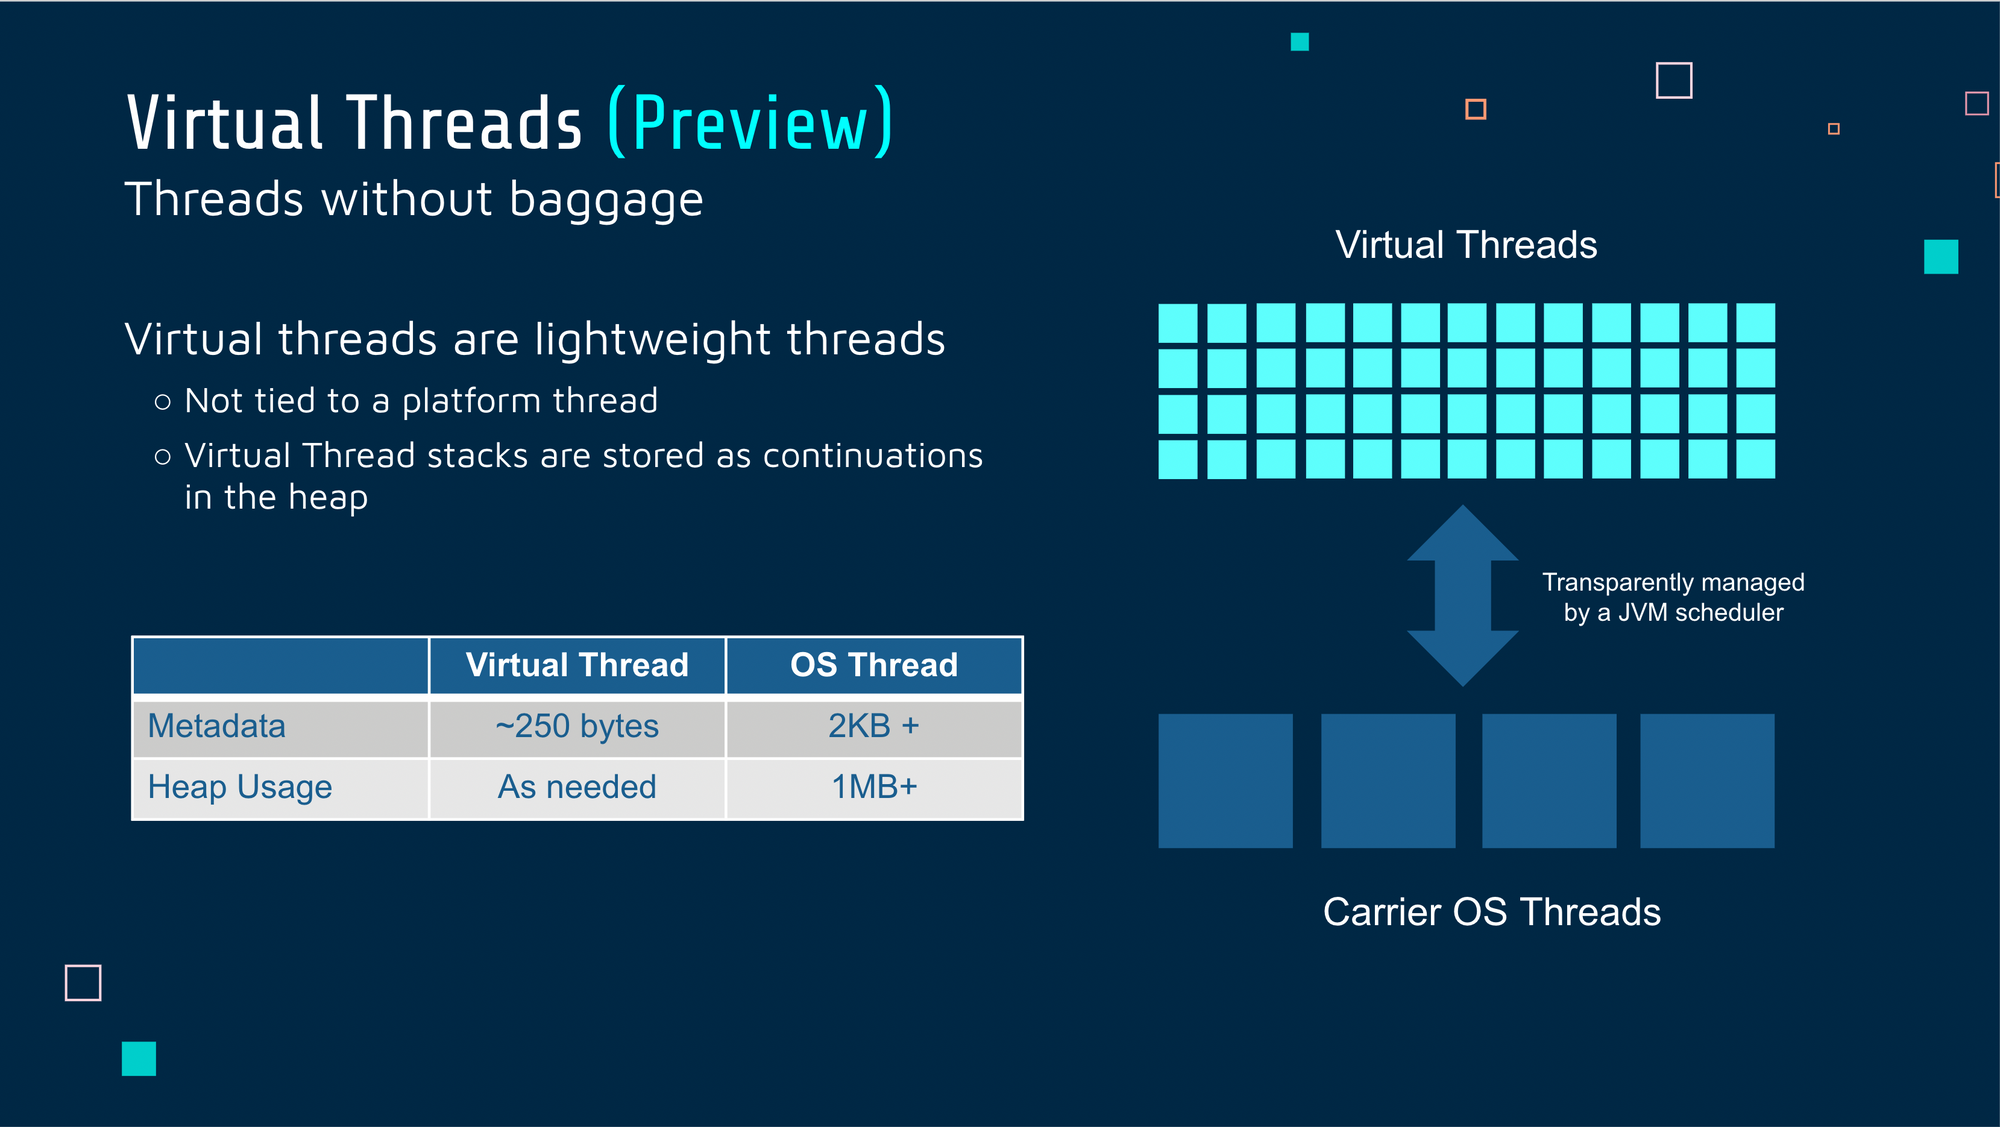 Virtual Threads (Preview)
Threads without baggage
Virtual threads are lightweight threads
○ Not tied to a platform thread
○ Virtual Thread stacks are stored as continuations
in the heap
Virtual Thread OS Thread
Metadata ~250 bytes 2KB +
Heap Usage As needed 1MB+
Virtual Threads
Transparently managed
by a JVM scheduler
Carrier OS Threads